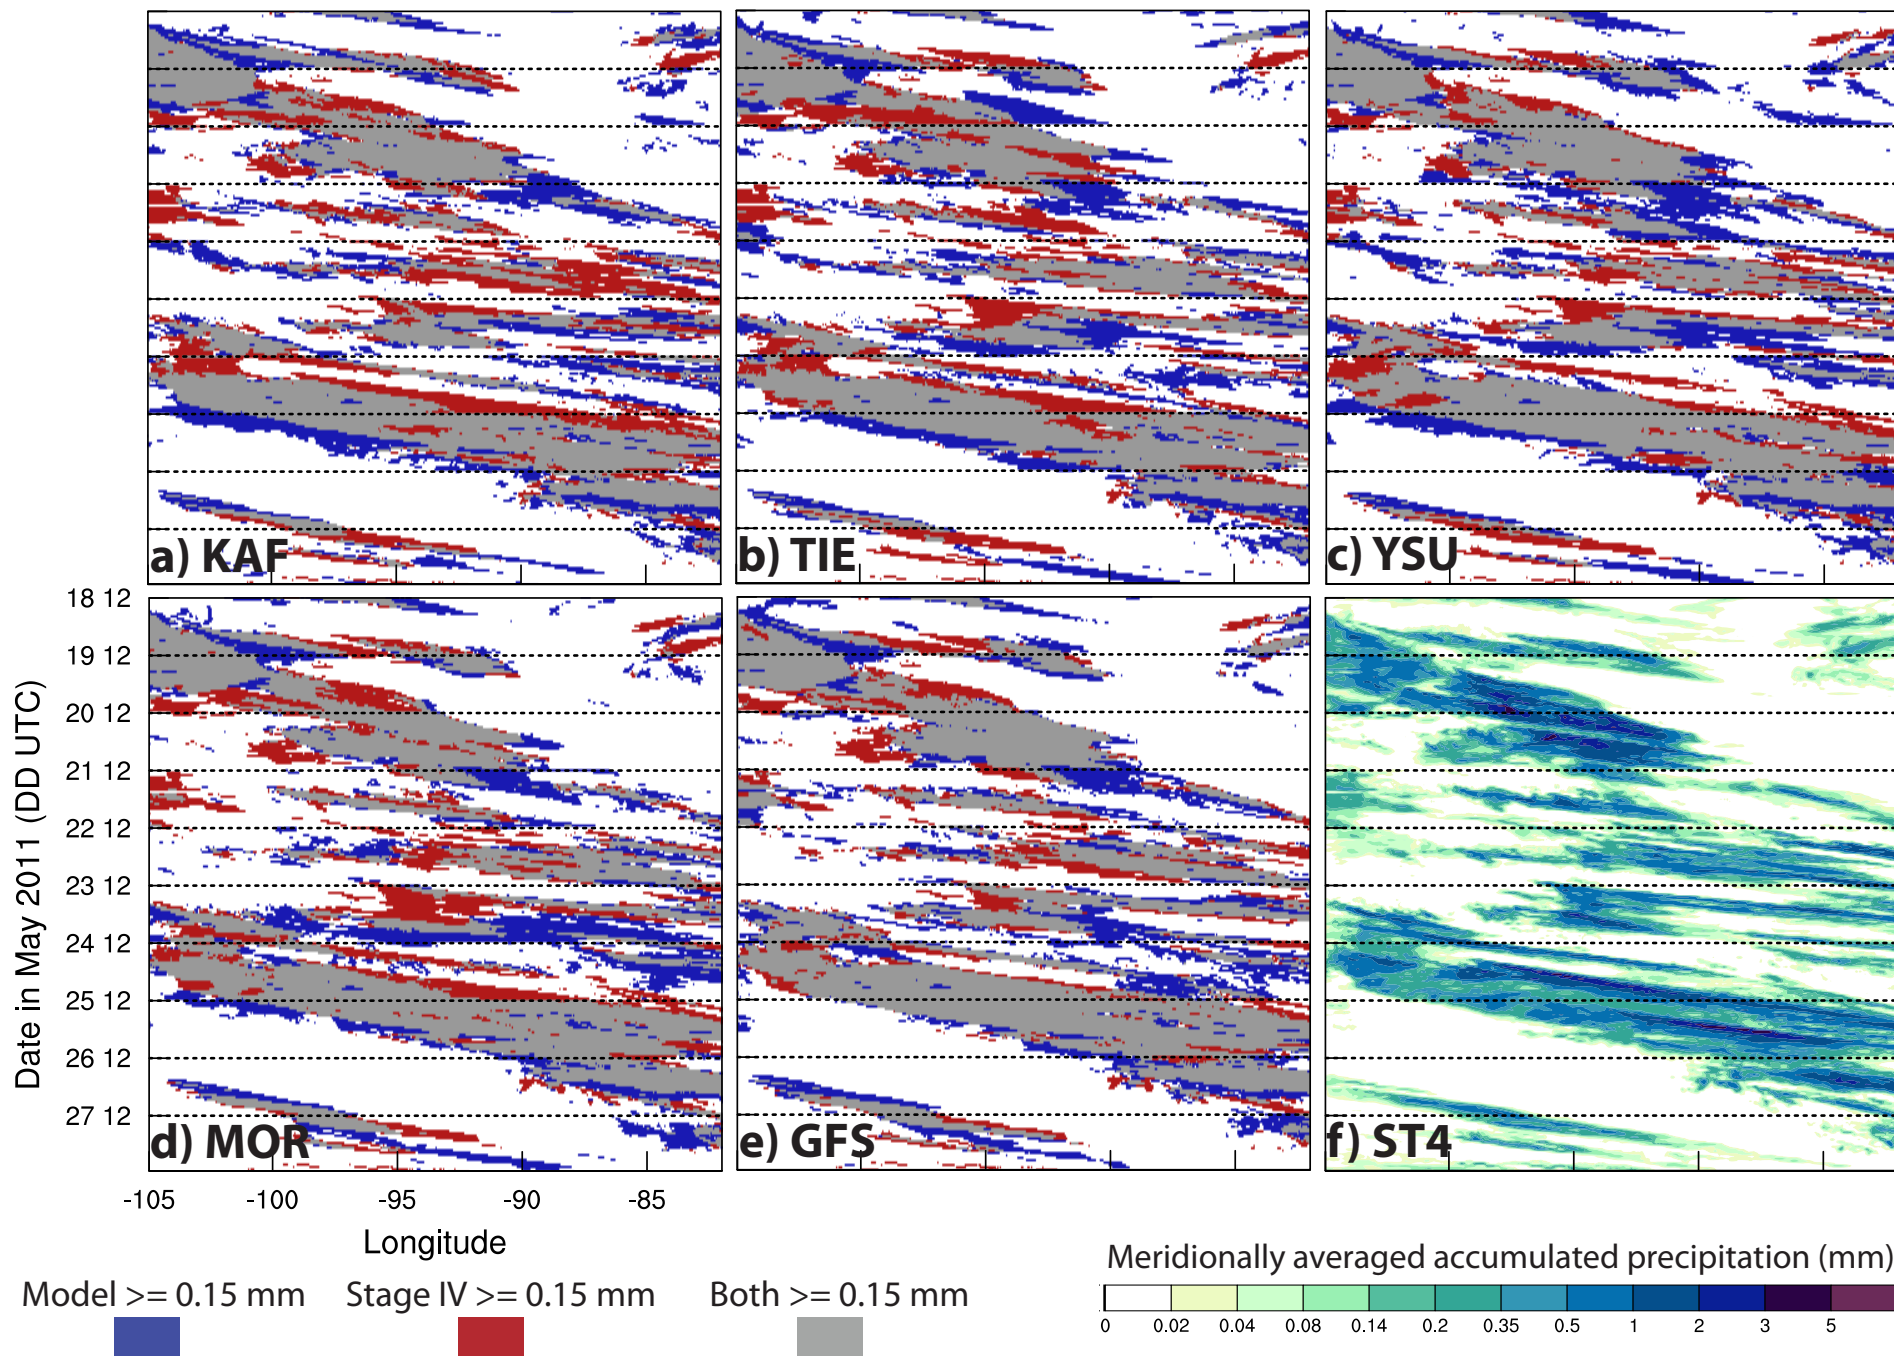 a) KAF
b) TIE
c) YSU
18 12
19 12
20 12
21 12
22 12
23 12
24 12
25 12
26 12
27 12
Date in May 2011 (DD UTC)
d) MOR
e) GFS
f) ST4
-105 -100 -95 -90 -85
Longitude
Meridionally averaged accumulated precipitation (mm)
Model >= 0.15 mm Stage IV >= 0.15 mm Both >= 0.15 mm
0 0.02 0.04 0.08 0.14 0.2 0.35 0.5 1 2 3 5